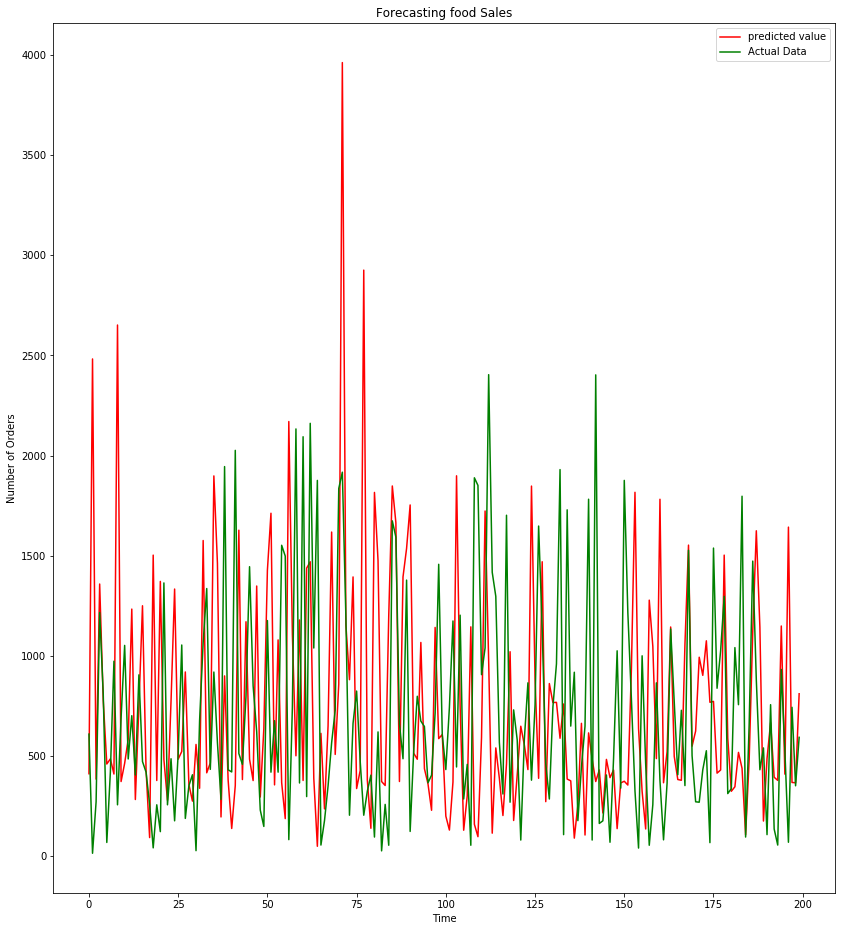 Forecasting food Sales
predicted value
Actual Data
4000
3500
3000
2500
2000
1500
1000
500
0
Number of Orders
0 25 50 75 100 125 150 175 200
Time